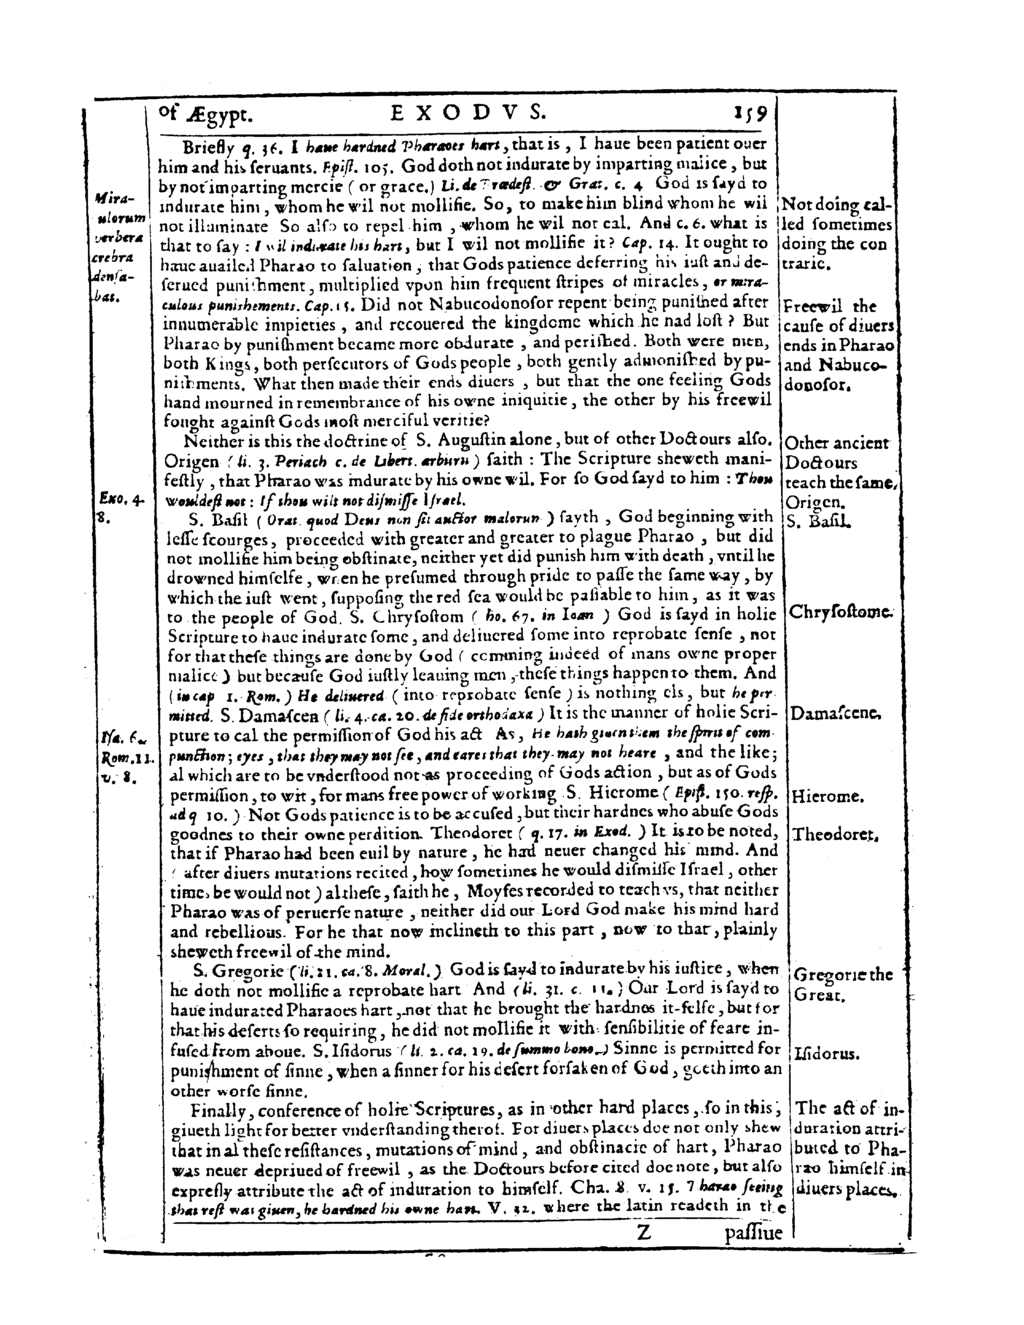 of Ægypt. EXODVS. 159
Briefly q. 36. I haue hardned Pharaoes hart, that is, I haue been patient ouer
him and his seruants. Epist. 105. God doth not indurate by imparting malice, but
by not imparting mercie (or grace.) Li. de Prædest. & Grat. c. 4 God is sayd to
indurate him, whom he wil not mollifie. So, to make him blind whom he wil
not illuminate So also to repel him, whom he wil not cal. And c. 6. what is
that to say : I wil indurate his hart, but I wil not mollifie it? Cap. 14. It ought to
haue auailed Pharao to saluation, that Gods patience deferring his iust and de-
serued punishment, multiplied vpon him frequent stripes of miracles, or mira-
culous punishements. Cap. 15. Did not Nabucodonosor repent being punished after
innumerable impieties, and recouered the kingdome which he had lost? But
Pharao by punishment became more obdurate, and perished. Both were men,
both Kings, both persecutors of Gods people, both gently admonished by pu-
nishments. What then made their ends diuers, but that the one feeling Gods
hand mourned in remembrance of his owne iniquitie, the other by his freewil
fought against Gods most merciful veritie?
Neither is this the doctrine of S. Augustin alone, but of other Doctours also.
Origen (li. 3. Periach c. de Libert. arbitrii) saith : The Scripture sheweth mani-
festly, that Pharao was indurate by his owne wil. For so God sayd to him : Thou
wouldest not : If thou wilt not dismisse Israel.
S. Basil (Orat. quod Deus non sit auctor malorum) sayth, God beginning with
lesse scourges, proceeded with greater and greater to plague Pharao, but did
not mollifie him being obstinate, neither yet did punish him with death, vntil he
drowned himselfe, when he presumed through pride to passe the same way, by
which the iust went, supposing the red sea would be passable to him, as it was
to the people of God. S. Chrysostom (ho. 67. in Ioan) God is sayd in holie
Scripture to haue indurate some, and deliuered some into reprobate sense, not
for that these things are done by God (comming indeed of mans owne proper
malice) but because God iustly leauing men, these things happen to them. And
(in cap 1. Rom.) He deliuered (into reprobate sense) is nothing els, but he per
mitted. S. Damascen (li. 4. ca. 20. de fide orthodoxa) It is the manner of holie Scri-
pture to cal the permission of God his act As, He hath giuen them the spirit of com
punction; eyes, that they may not see, and eares that they may not heare, and the like;
al which are to be vnderstood not as proceeding of Gods action, but as of Gods
permission, to wit, for mans free power of working S. Hierome (Epist. 150. resp.
ad q 10.) Not Gods patience is to be accused, but their hardnes who abuse Gods
goodnes to their owne perdition. Theodoret (q. 17. in Exod.) It is to be noted,
that if Pharao had been euil by nature, he had neuer changed his mind. And
(after diuers mutations recited, how sometimes he would dismisse Israel, other
times he would not) al these, saith he, Moyses recorded to teach vs, that neither
Pharao was of peruerse nature, neither did our Lord God make his mind hard
and rebellious. For he that now inclineth to this part, now to that, plainly
sheweth freewil of the mind.
S. Gregorie (li. 11. ca. 8. Moral.) God is sayd to indurate by his iustice, when
he doth not mollifie a reprobate hart And (li. 31. c. 11.) Our Lord is sayd to
haue indurated Pharaoes hart, not that he brought the hardnes it-selfe, but for
that his deserts so requiring, he did not mollifie it with sensibilitie of feare in-
fused from aboue. S. Isidorus (li. 2. ca. 19. de summo bono.) Sinne is permitted for
punishment of sinne, when a sinner for his desert forsaken of God, goeth into an
other worse sinne.
Finally, conference of holie Scriptures, as in other hard places, so in this,
giueth light for better vnderstanding therof. For diuers places doe not only shew
that in al these resistances, mutations of mind, and obstinacie of hart, Pharao
was neuer depriued of freewil, as the Doctours before cited doe note, but also
expresly attribute the act of induration to himself. Cha. 8. v. 15. Pharao seeing
that rest was giuen, he hardned his owne hart. V. 32. where the latin readeth in the
Z passiue
Mira-
ulorum
verbera
crebra
densa-
bat.
Exo. 4.
8.
Isa. 6.
Rom. 11.
v. 8.
Not doing cal-
led sometimes
doing the con
trarie.
Freewil the
cause of diuers
ends in Pharao
and Nabuco-
donosor.
Other ancient
Doctours
teach the same.
Origen.
S. Basil.
Chrysostome.
Damascene.
Hierome.
Theodoret.
Gregorie the
Great.
Isidorus.
The act of in-
duration attri-
buted to Pha-
rao himself in
diuers places.